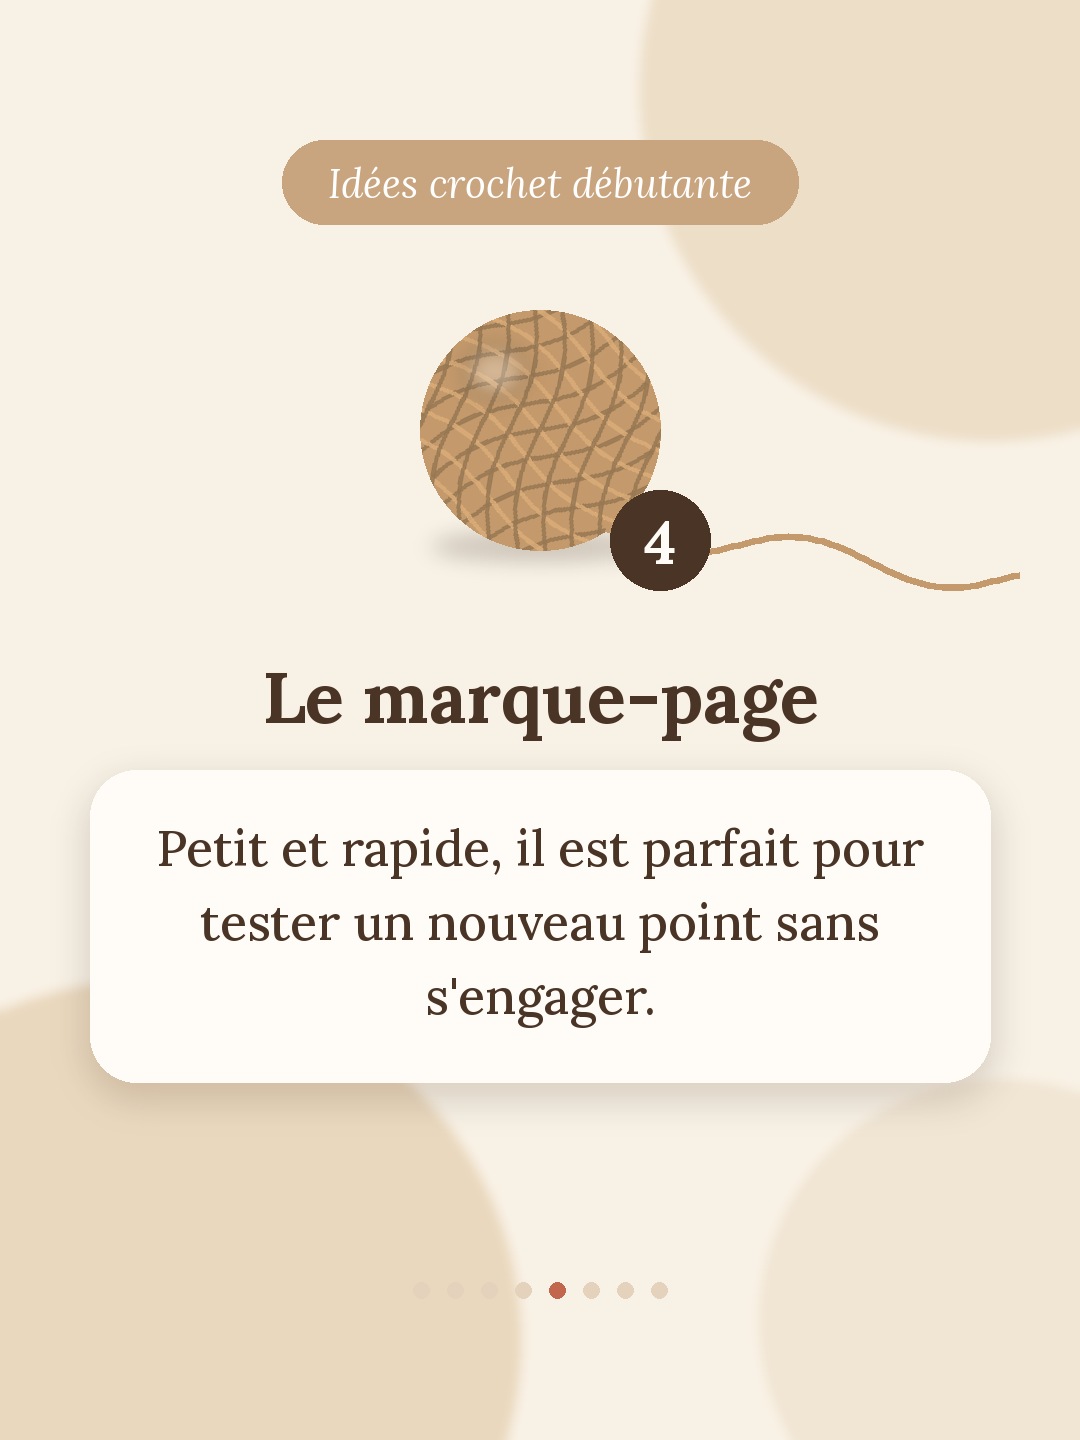 Idées crochet débutante
4
Le marque-page
Petit et rapide, il est parfait pour
tester un nouveau point sans
s'engager.